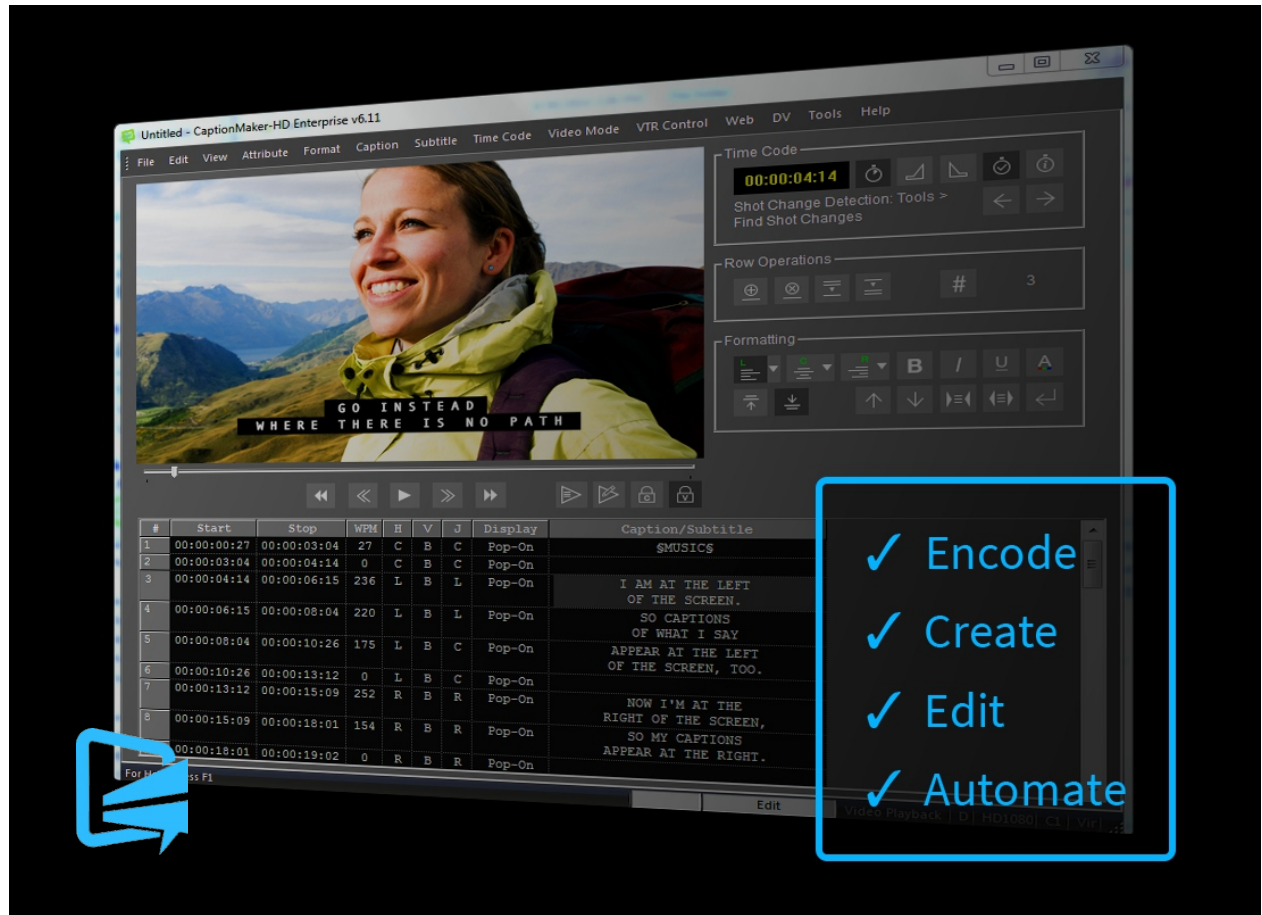 Untitled - CaptionMaker-HD Enterprise v6.11
File Edit View Attribute Format Caption Subtitle Time Code Video Mode VTR Control Web DV Tools Help
Time Code
00:00:04:14
Shot Change Detection: Tools >
Find Shot Changes
Row Operations
# 3
Formatting
L C R B I U A
GO INSTEAD
WHERE THERE IS NO PATH
C V
# Start Stop WPM H V J Display Caption/Subtitle
1 00:00:00:27 00:00:03:04 27 C B C Pop-On §MUSIC§
2 00:00:03:04 00:00:04:14 0 C B C Pop-On
3 00:00:04:14 00:00:06:15 236 L B L Pop-On I AM AT THE LEFT
OF THE SCREEN.
4 00:00:06:15 00:00:08:04 220 L B L Pop-On SO CAPTIONS
OF WHAT I SAY
5 00:00:08:04 00:00:10:26 175 L B C Pop-On APPEAR AT THE LEFT
OF THE SCREEN, TOO.
6 00:00:10:26 00:00:13:12 0 L B C Pop-On
7 00:00:13:12 00:00:15:09 252 R B R Pop-On NOW I'M AT THE
RIGHT OF THE SCREEN,
8 00:00:15:09 00:00:18:01 154 R B R Pop-On SO MY CAPTIONS
APPEAR AT THE RIGHT.
00:00:18:01 00:00:19:02 0 R B R Pop-On
For ess F1
Edit
Video Playback D HD1080 C1 Vir
✓ Encode
✓ Create
✓ Edit
✓ Automate